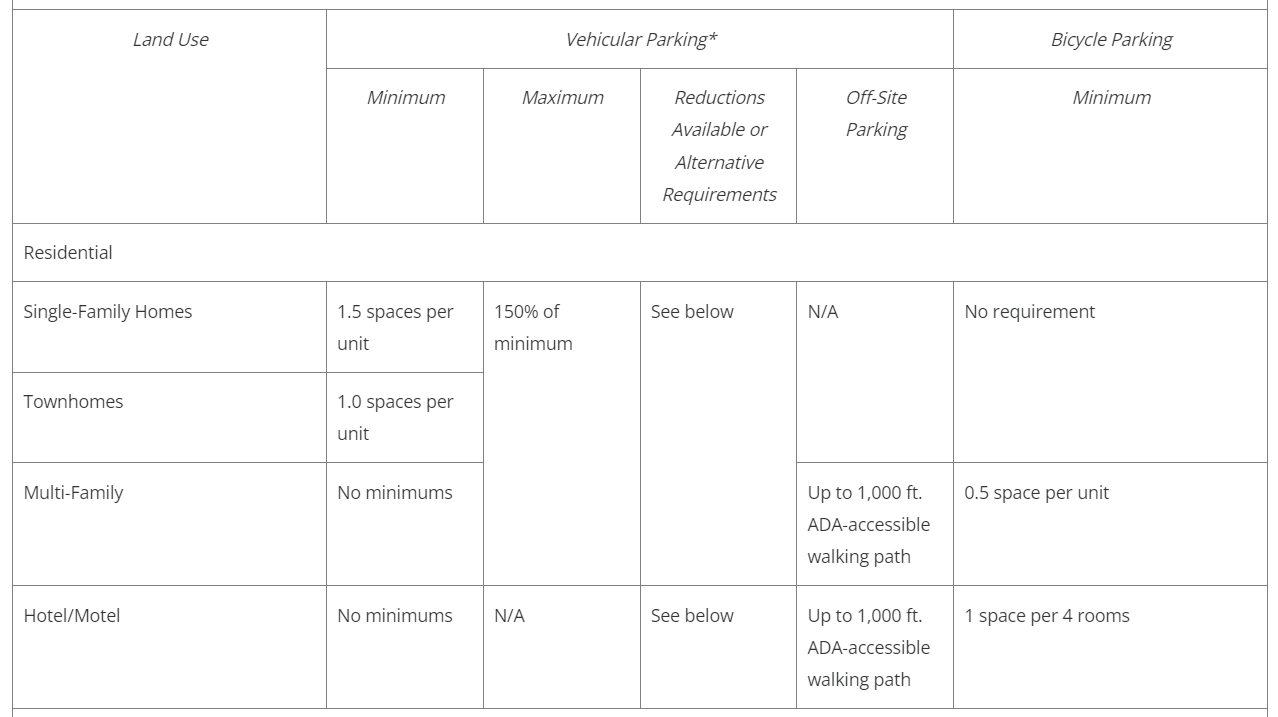 Land Use
Vehicular Parking*
Bicycle Parking
Minimum
Maximum
Reductions
Available or
Alternative
Requirements
Off-Site
Parking
Minimum
Residential
Single-Family Homes
1.5 spaces per
unit
150% of
minimum
See below
N/A
No requirement
Townhomes
1.0 spaces per
unit
Multi-Family
No minimums
Up to 1,000 ft.
ADA-accessible
walking path
0.5 space per unit
Hotel/Motel
No minimums
N/A
See below
Up to 1,000 ft.
ADA-accessible
walking path
1 space per 4 rooms